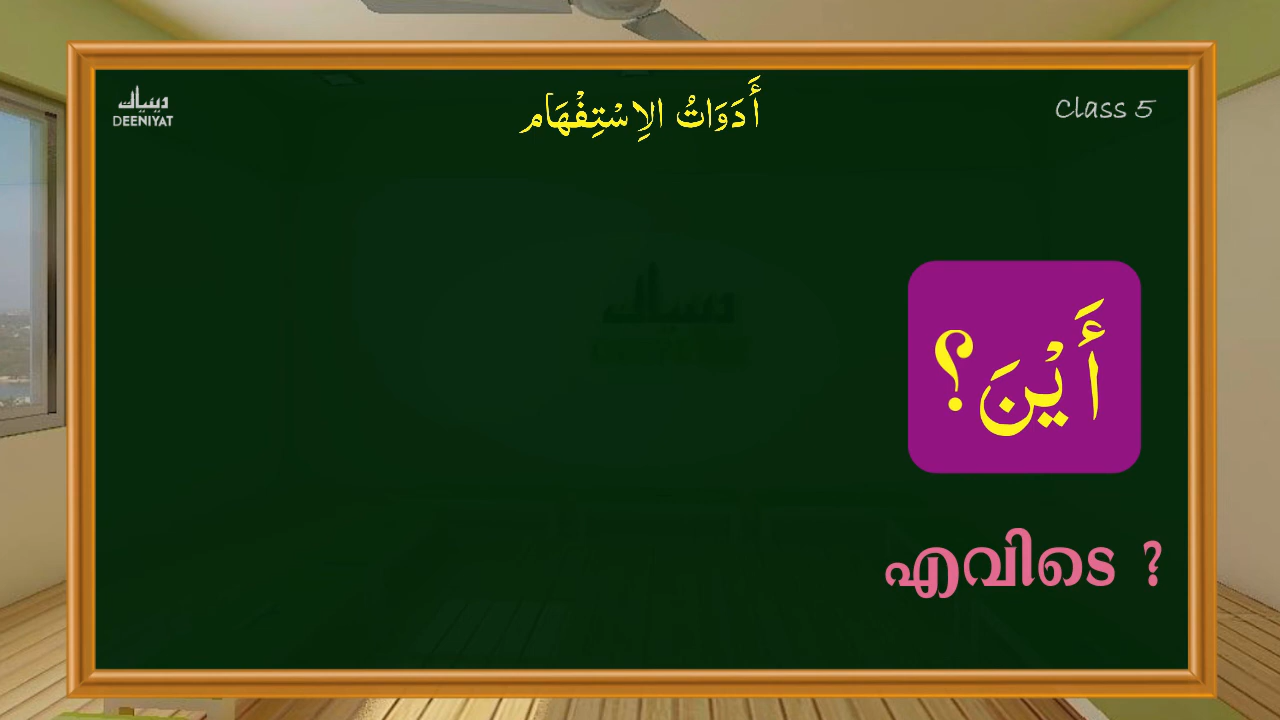 دينيات
DEENIYAT
أَدَوَاتُ الِاسْتِفْهَام
Class 5
أَيْنَ؟
എവിടെ ?